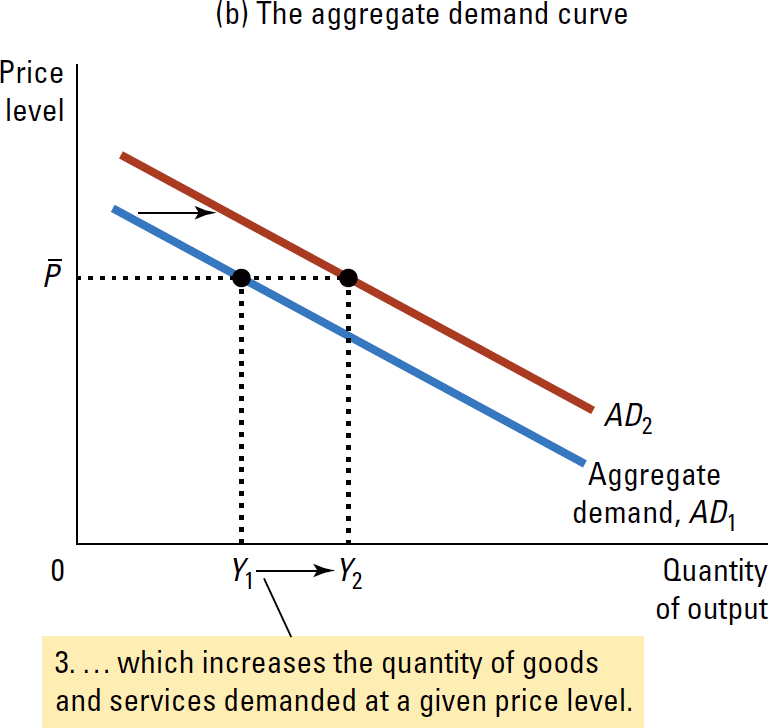 (b) The aggregate demand curve
Price
level
P̅
AD₂
Aggregate
demand, AD₁
0
Y₁
Y₂
Quantity
of output
3. … which increases the quantity of goods
and services demanded at a given price level.